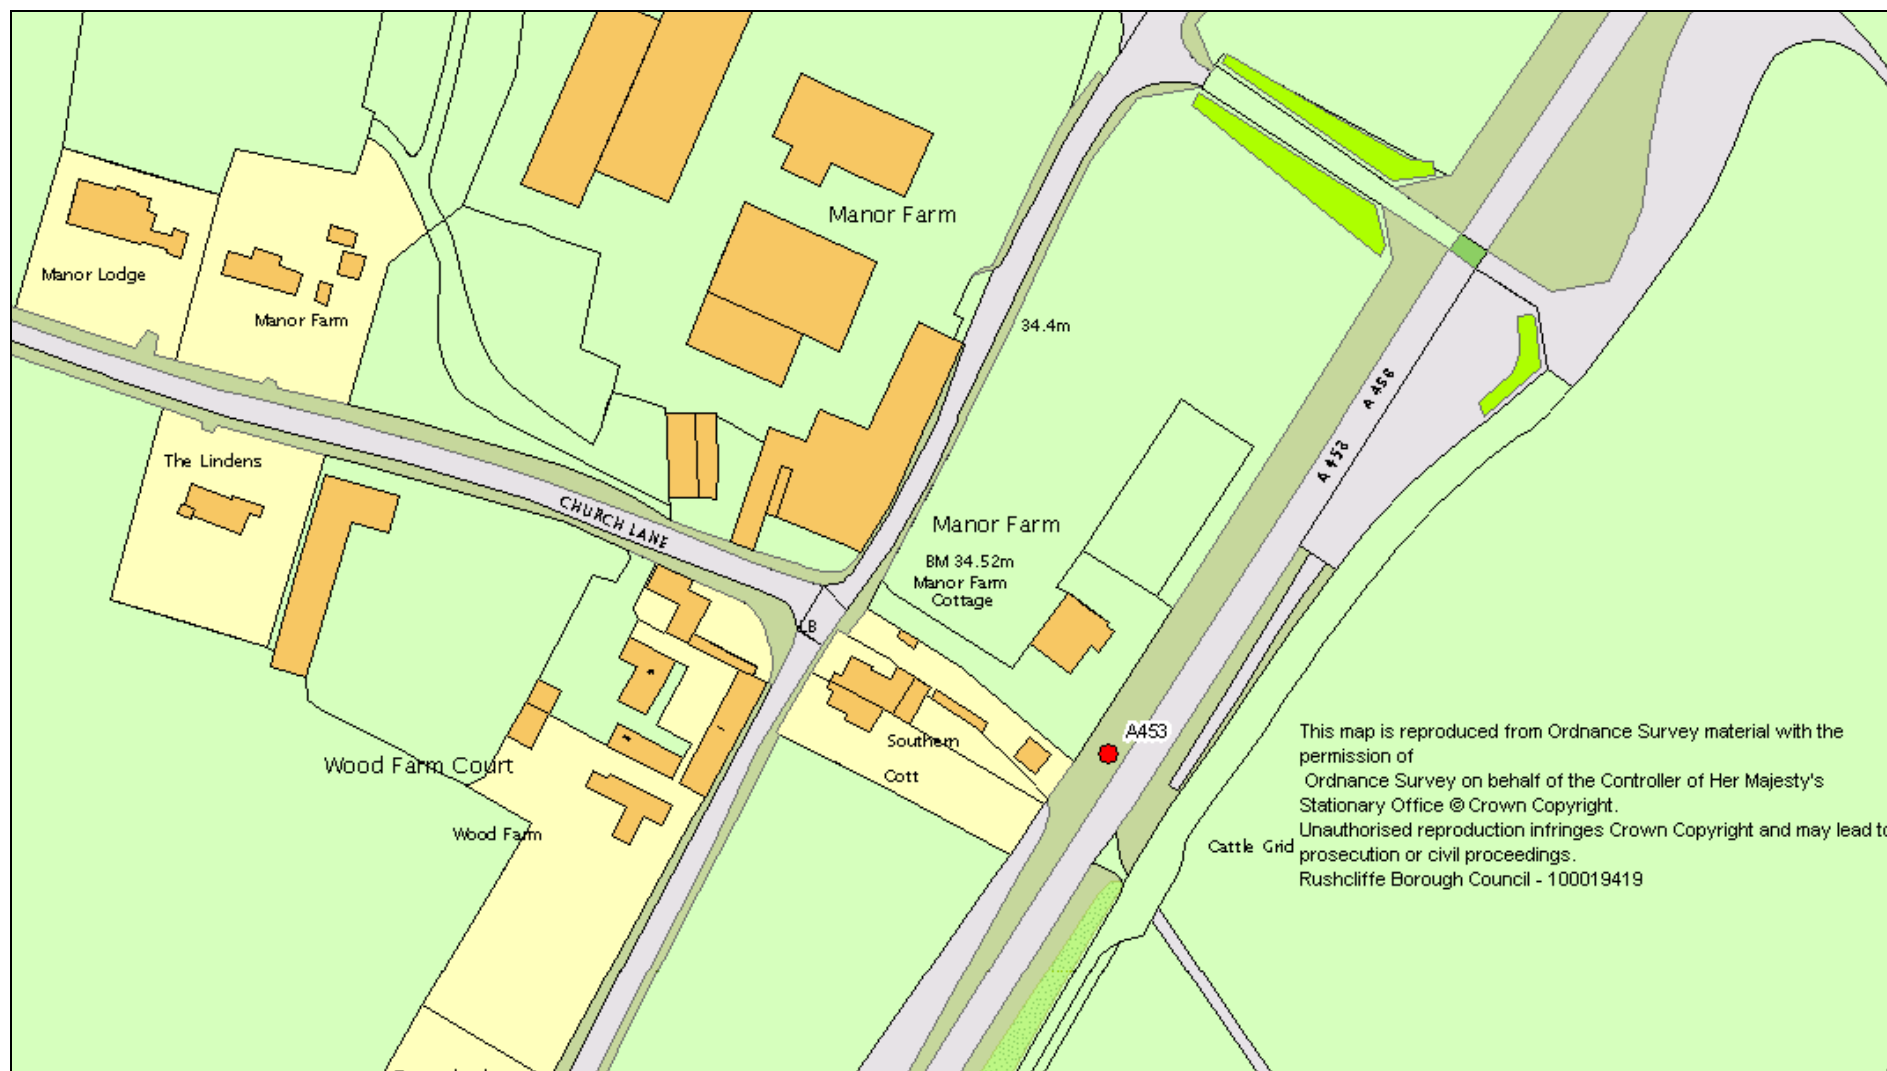 Manor Farm
Manor Lodge
Manor Farm
34.4m
A 453
A 453
The Lindens
CHURCH LANE
Manor Farm
BM 34.52m
Manor Farm
Cottage
LB
A453
Southern
Cott
Wood Farm Court
Wood Farm
Cattle Grid
This map is reproduced from Ordnance Survey material with the
permission of
Ordnance Survey on behalf of the Controller of Her Majesty's
Stationary Office © Crown Copyright.
Unauthorised reproduction infringes Crown Copyright and may lead to
prosecution or civil proceedings.
Rushcliffe Borough Council - 100019419